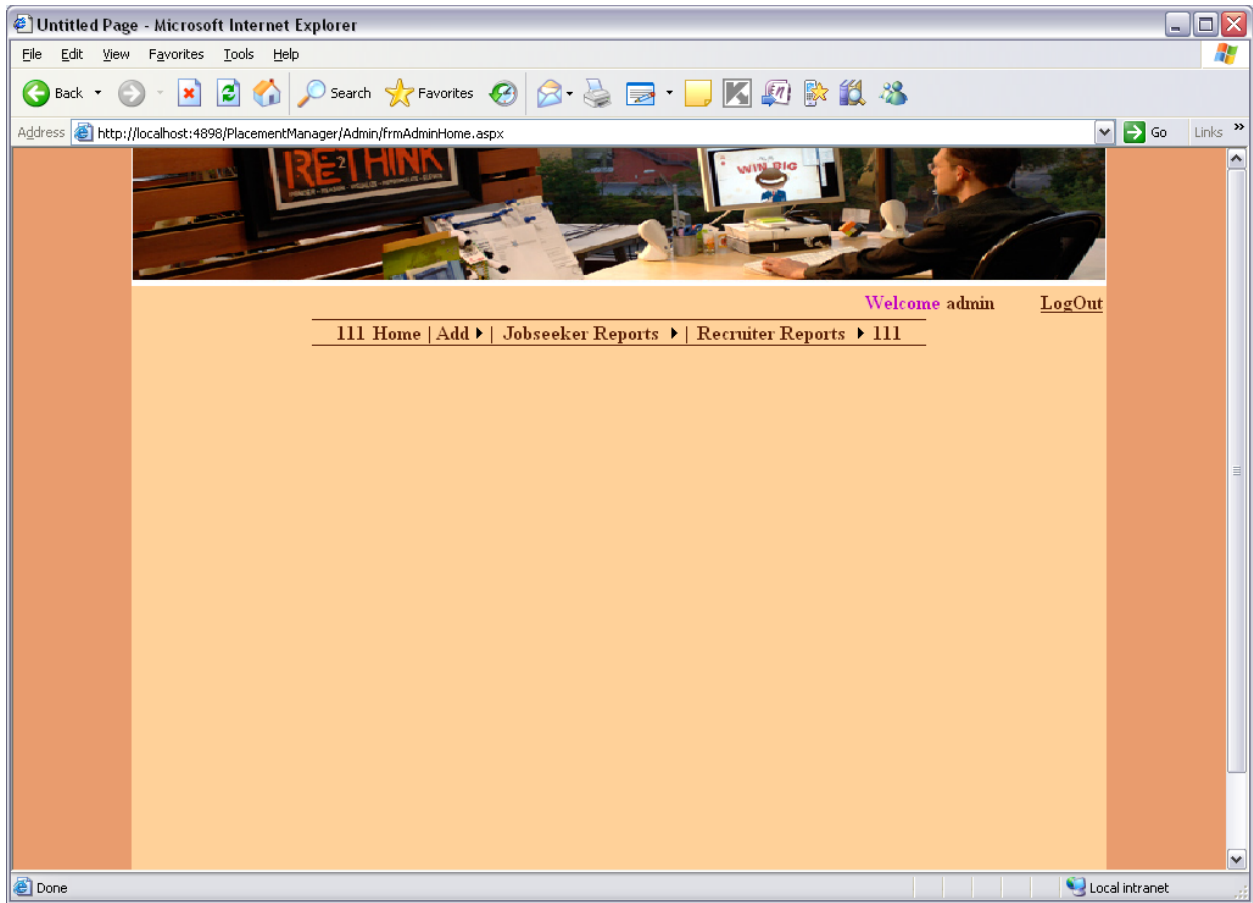 Untitled Page - Microsoft Internet Explorer
File Edit View Favorites Tools Help
Back Search Favorites
Address http://localhost:4898/PlacementManager/Admin/frmAdminHome.aspx Go Links »
RE²THINK
WIN BIG
Welcome admin LogOut
111 Home | Add | Jobseeker Reports | Recruiter Reports 111
Done Local intranet